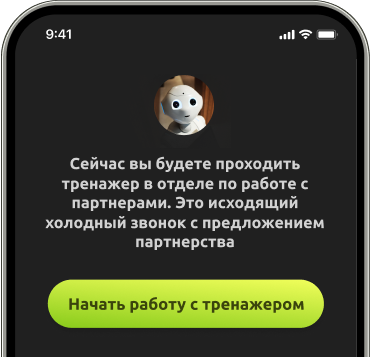 9:41
Сейчас вы будете проходить
тренажер в отделе по работе с
партнерами. Это исходящий
холодный звонок с предложением
партнерства
Начать работу с тренажером